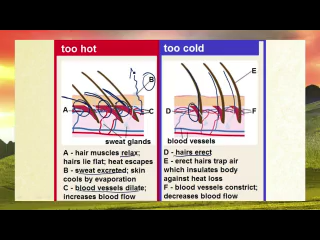 too hot
too cold
B
E
A
C
D
F
sweat glands
blood vessels
A - hair muscles relax;
hairs lie flat; heat escapes
B - sweat excreted; skin
cools by evaporation
C - blood vessels dilate;
increases blood flow
D - hairs erect
E - erect hairs trap air
which insulates body
against heat loss
F - blood vessels constrict;
decreases blood flow